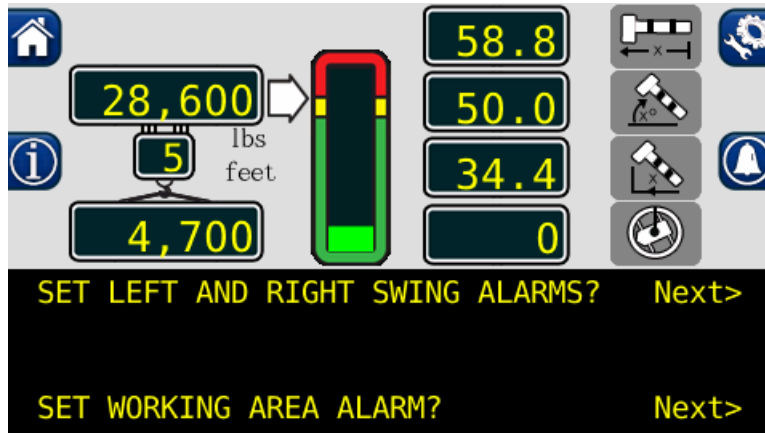 58.8
28,600
50.0
5 lbs
feet
34.4
4,700
0
SET LEFT AND RIGHT SWING ALARMS? Next>
SET WORKING AREA ALARM? Next>
x
x°
x
i